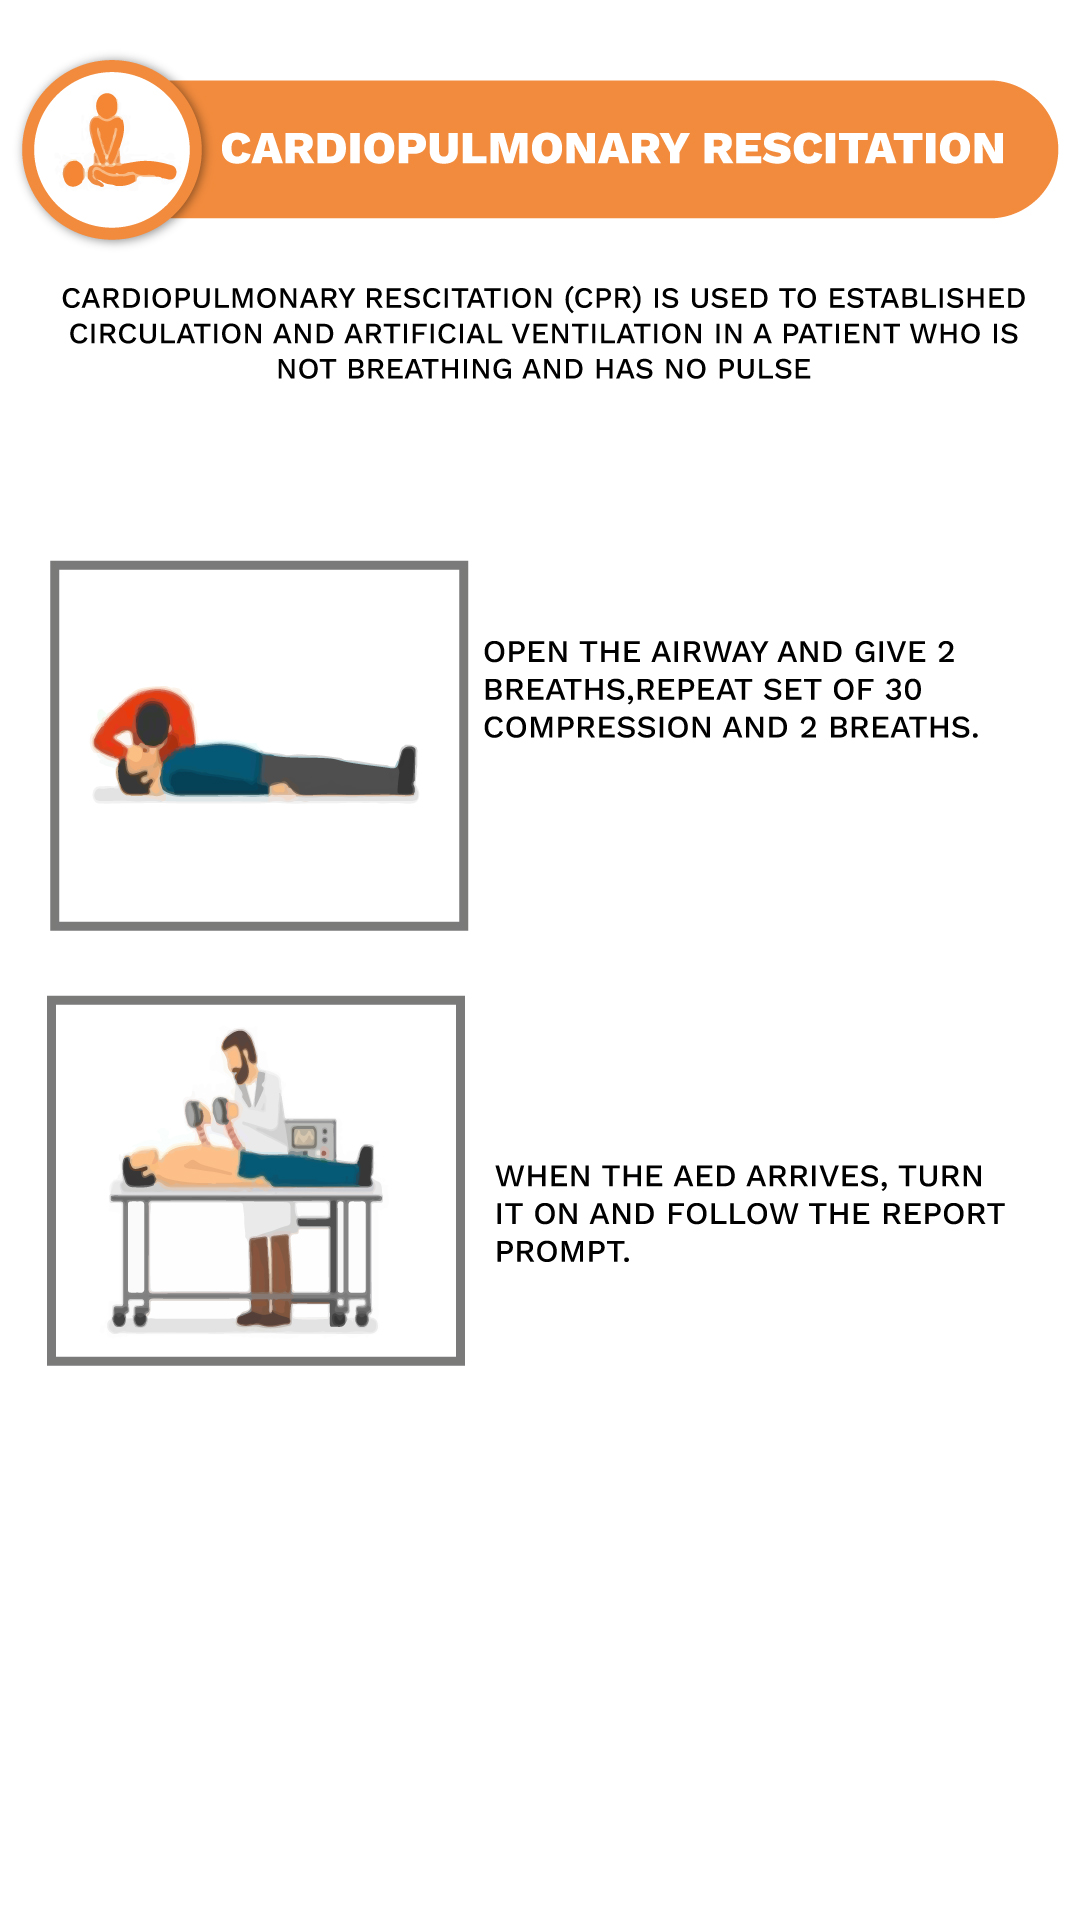 CARDIOPULMONARY RESCITATION
CARDIOPULMONARY RESCITATION (CPR) IS USED TO ESTABLISHED
CIRCULATION AND ARTIFICIAL VENTILATION IN A PATIENT WHO IS
NOT BREATHING AND HAS NO PULSE
OPEN THE AIRWAY AND GIVE 2
BREATHS,REPEAT SET OF 30
COMPRESSION AND 2 BREATHS.
WHEN THE AED ARRIVES, TURN
IT ON AND FOLLOW THE REPORT
PROMPT.